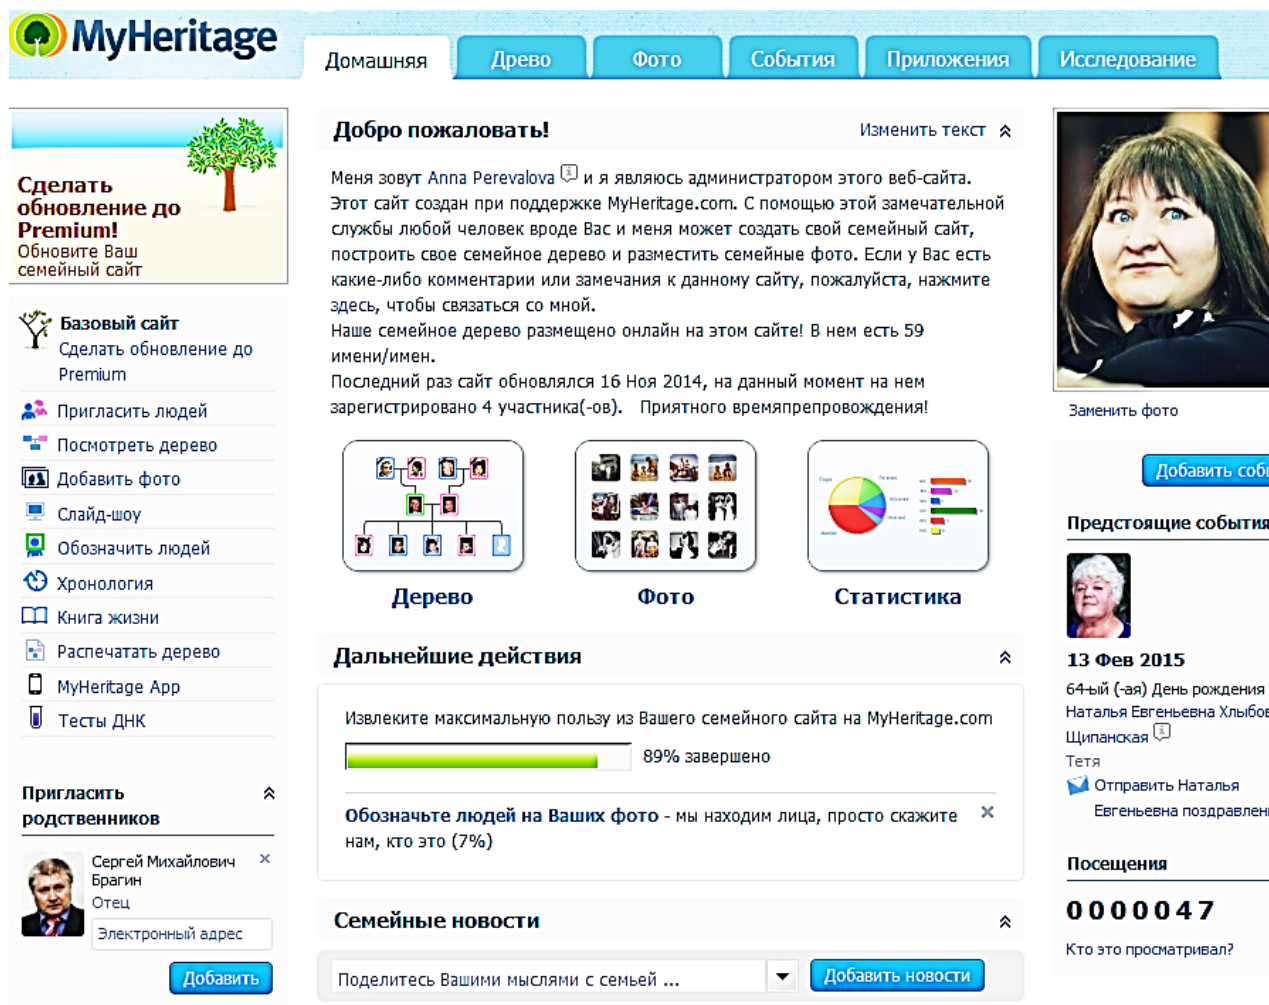 MyHeritage
Домашняя
Древо
Фото
События
Приложения
Исследование
Сделать
обновление до
Premium!
Обновите Ваш
семейный сайт
Базовый сайт
Сделать обновление до
Premium
Пригласить людей
Посмотреть дерево
Добавить фото
Слайд-шоу
Обозначить людей
Хронология
Книга жизни
Распечатать дерево
MyHeritage App
Тесты ДНК
Пригласить
родственников
Сергей Михайлович
Брагин
Отец
Электронный адрес
Добавить
Добро пожаловать!
Изменить текст
Меня зовут Anna Perevalova и я являюсь администратором этого веб-сайта.
Этот сайт создан при поддержке MyHeritage.com. С помощью этой замечательной
службы любой человек вроде Вас и меня может создать свой семейный сайт,
построить свое семейное дерево и разместить семейные фото. Если у Вас есть
какие-либо комментарии или замечания к данному сайту, пожалуйста, нажмите
здесь, чтобы связаться со мной.
Наше семейное дерево размещено онлайн на этом сайте! В нем есть 59
имени/имен.
Последний раз сайт обновлялся 16 Ноя 2014, на данный момент на нем
зарегистрировано 4 участника(-ов). Приятного времяпрепровождения!
Дерево
Фото
Статистика
Дальнейшие действия
Извлеките максимальную пользу из Вашего семейного сайта на MyHeritage.com
89% завершено
Обозначьте людей на Ваших фото - мы находим лица, просто скажите
нам, кто это (7%)
Семейные новости
Поделитесь Вашими мыслями с семьей ...
Добавить новости
Заменить фото
Добавить собы
Предстоящие события
13 Фев 2015
64-ый (-ая) День рождения
Наталья Евгеньевна Хлыбов
Щипанская
Тетя
Отправить Наталья
Евгеньевна поздравлен
Посещения
0000047
Кто это просматривал?